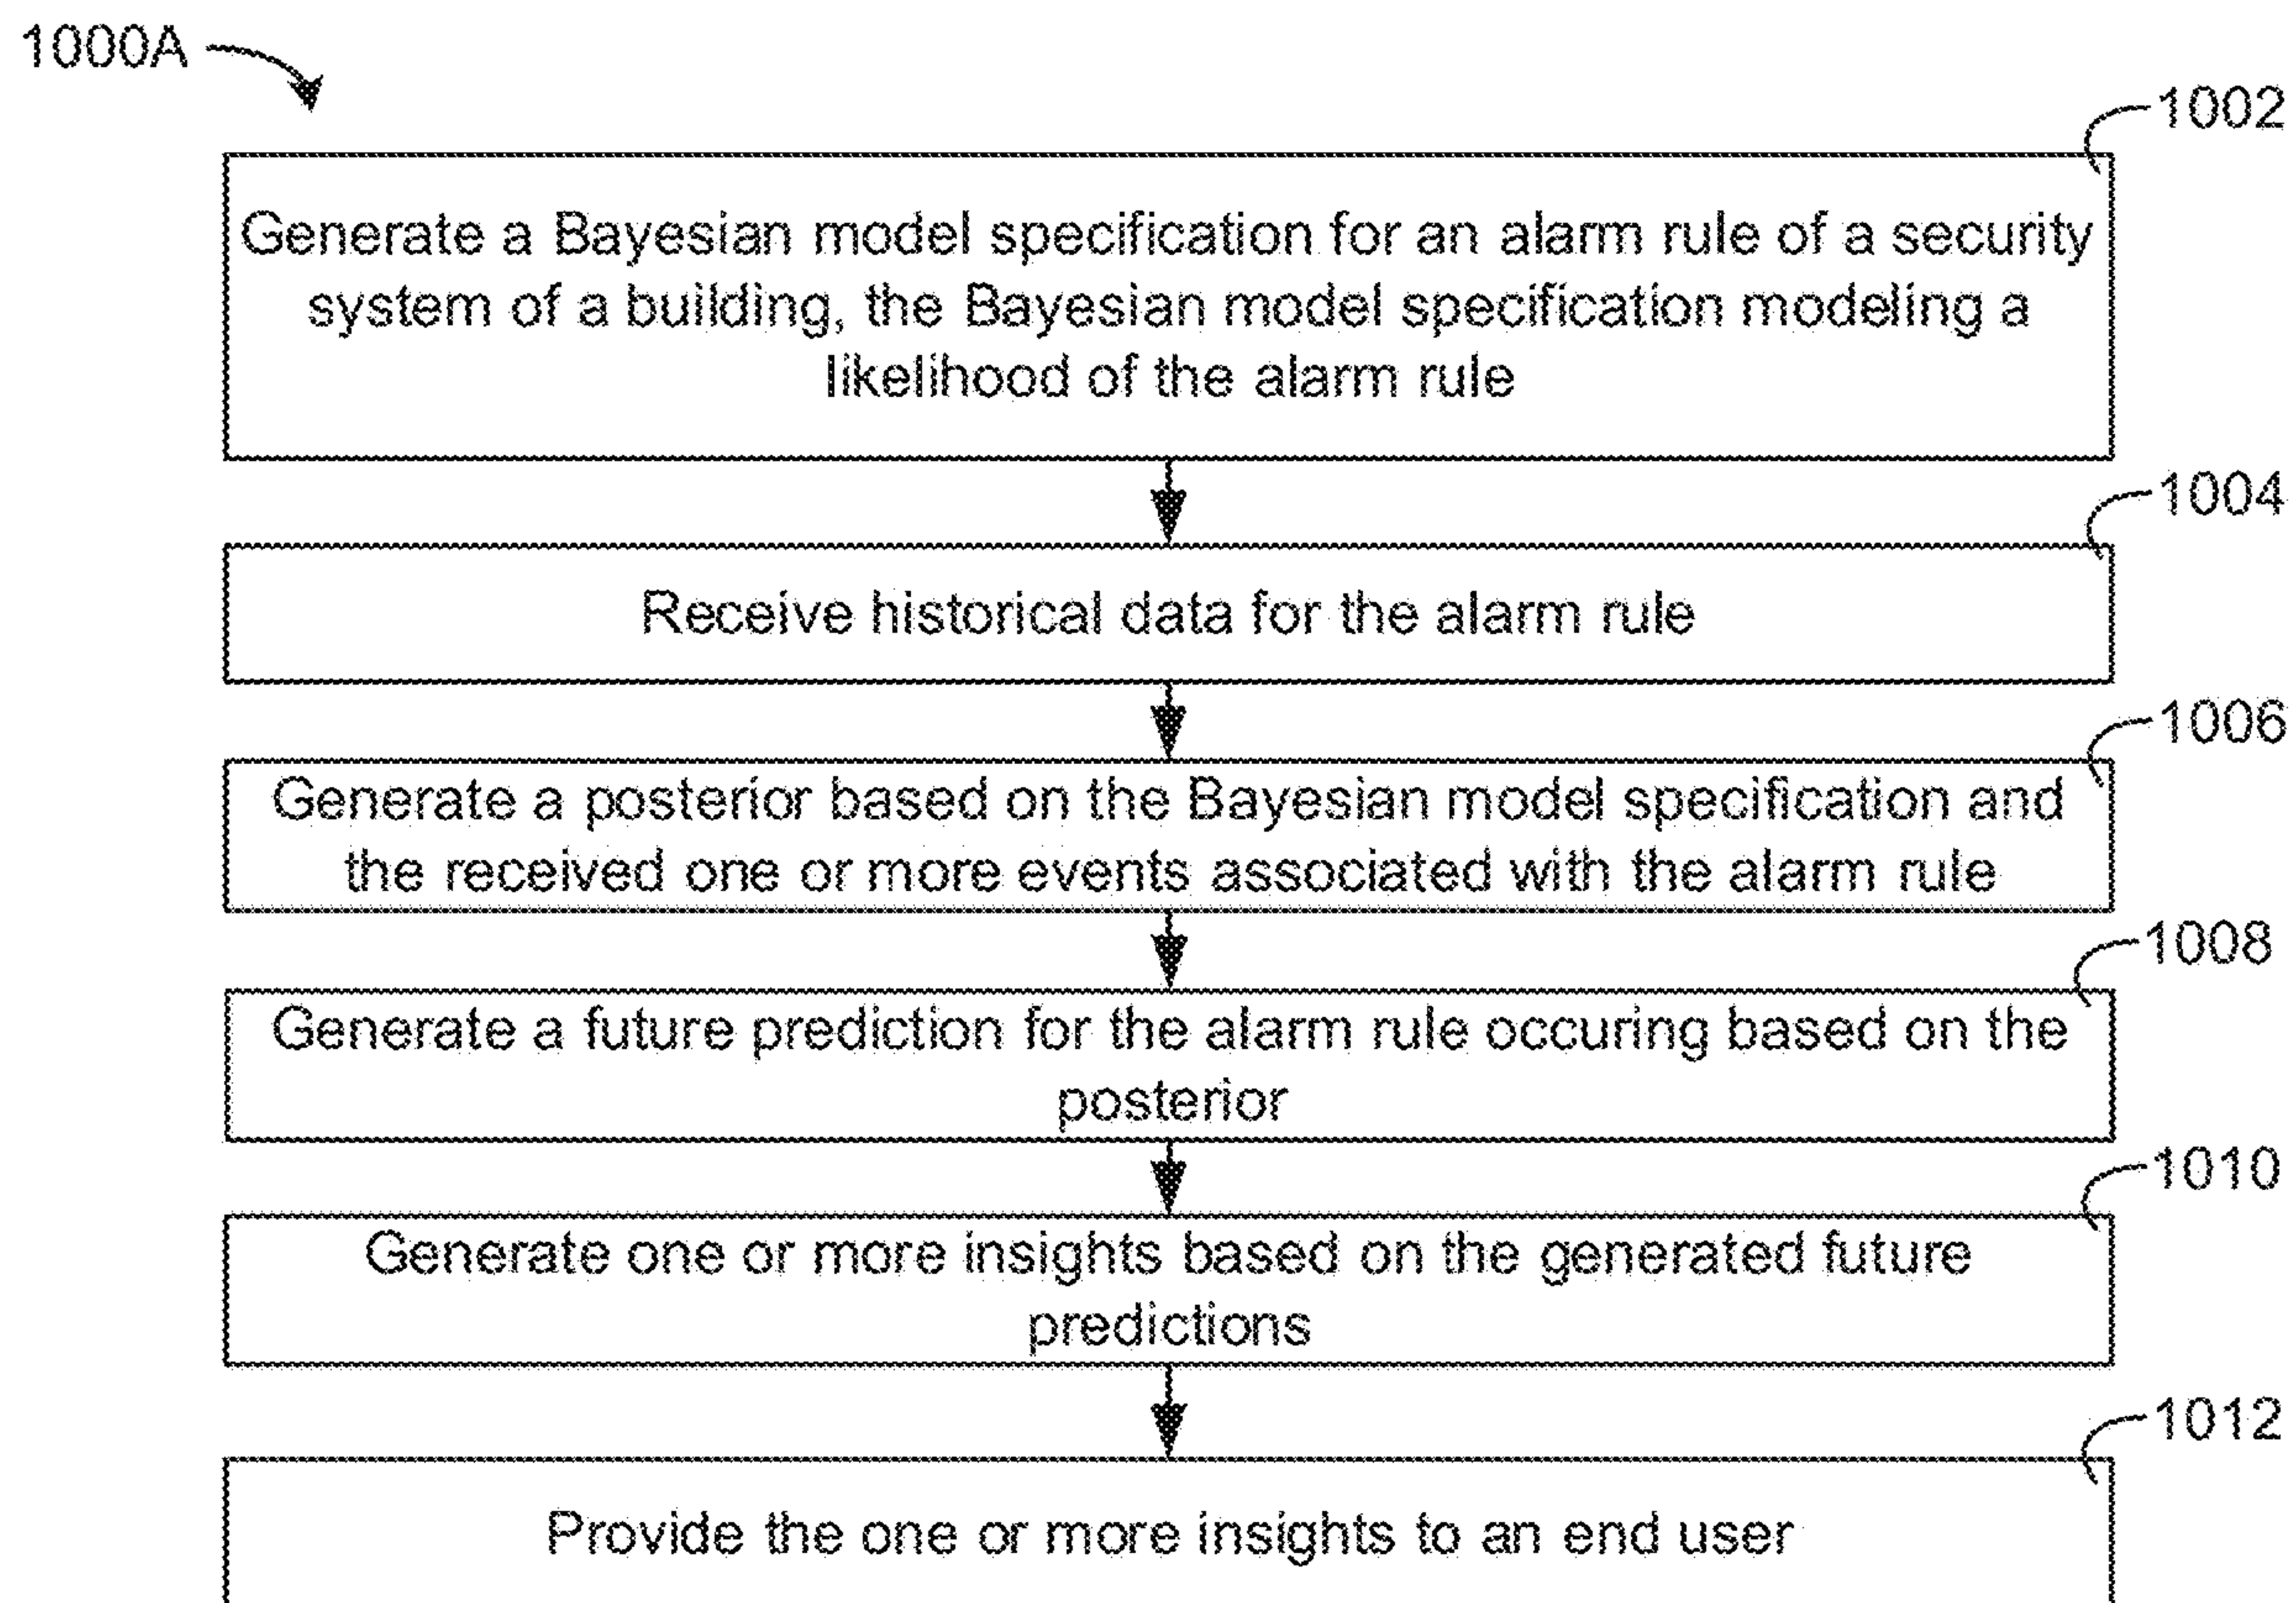 1000A
1002
Generate a Bayesian model specification for an alarm rule of a security
system of a building, the Bayesian model specification modeling a
likelihood of the alarm rule
1004
Receive historical data for the alarm rule
1006
Generate a posterior based on the Bayesian model specification and
the received one or more events associated with the alarm rule
1008
Generate a future prediction for the alarm rule occuring based on the
posterior
1010
Generate one or more insights based on the generated future
predictions
1012
Provide the one or more insights to an end user